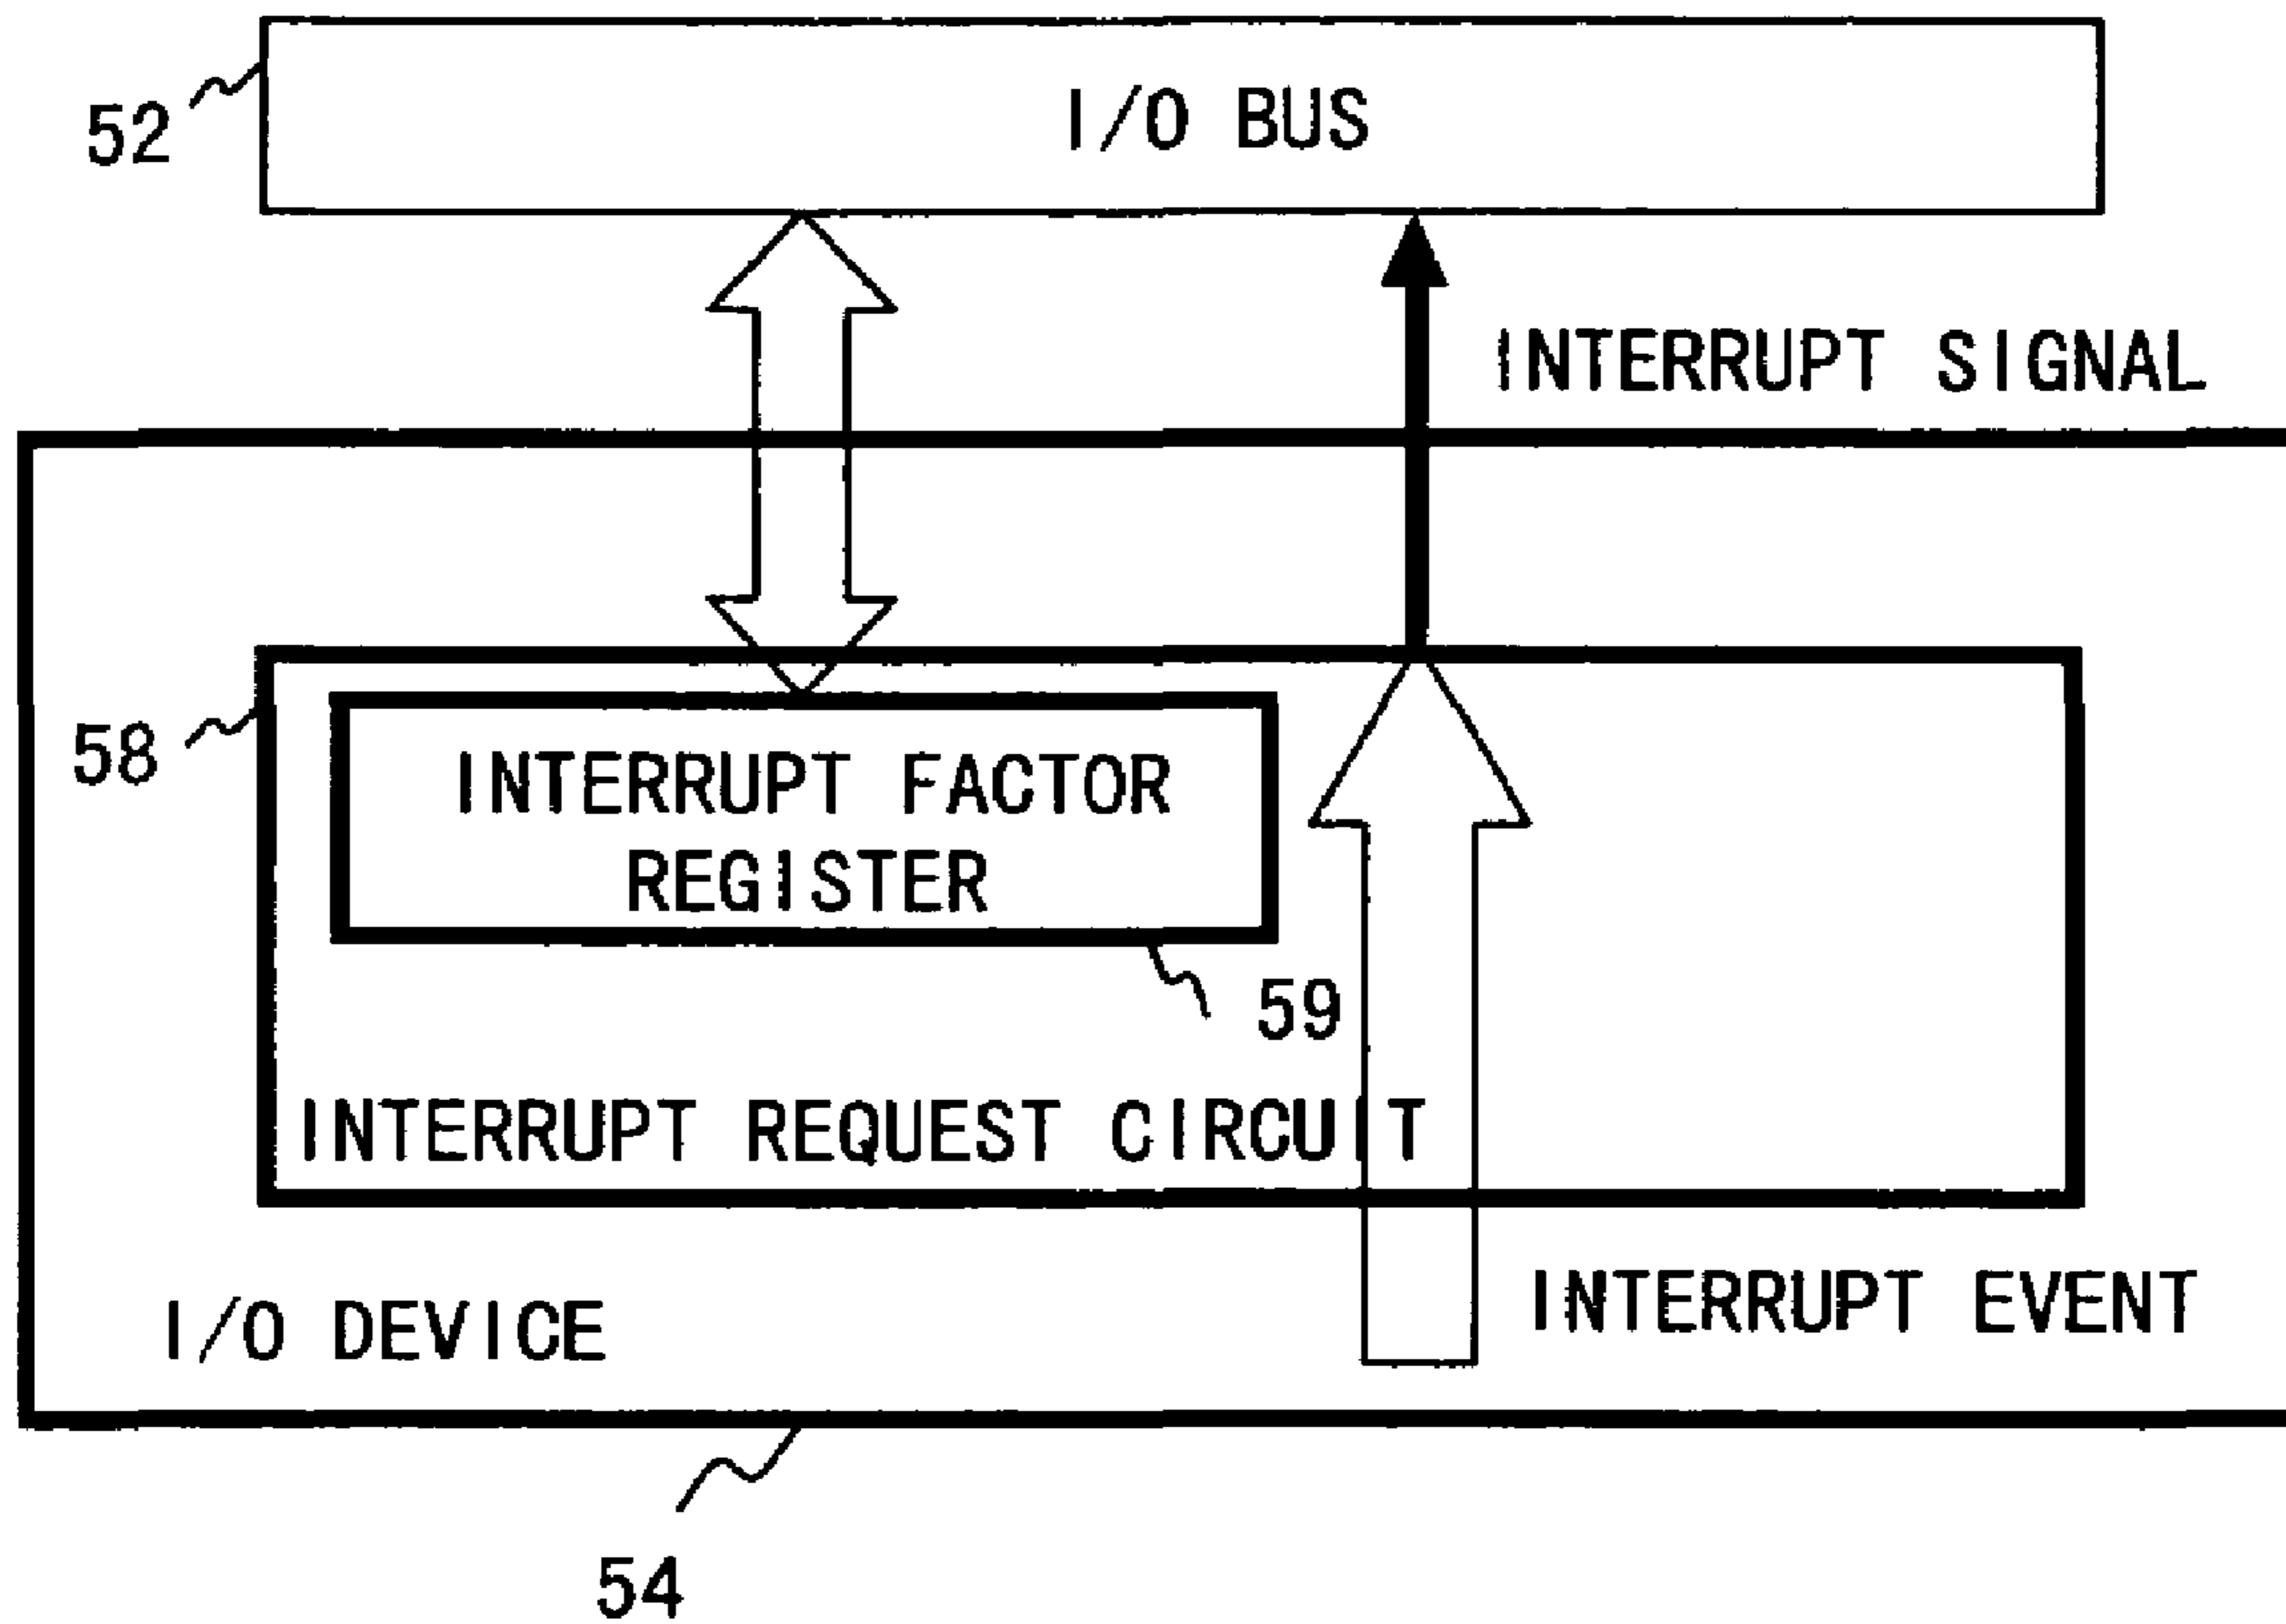 I/O BUS
52
INTERRUPT SIGNAL
58
INTERRUPT FACTOR
REGISTER
59
INTERRUPT REQUEST CIRCUIT
INTERRUPT EVENT
I/O DEVICE
54